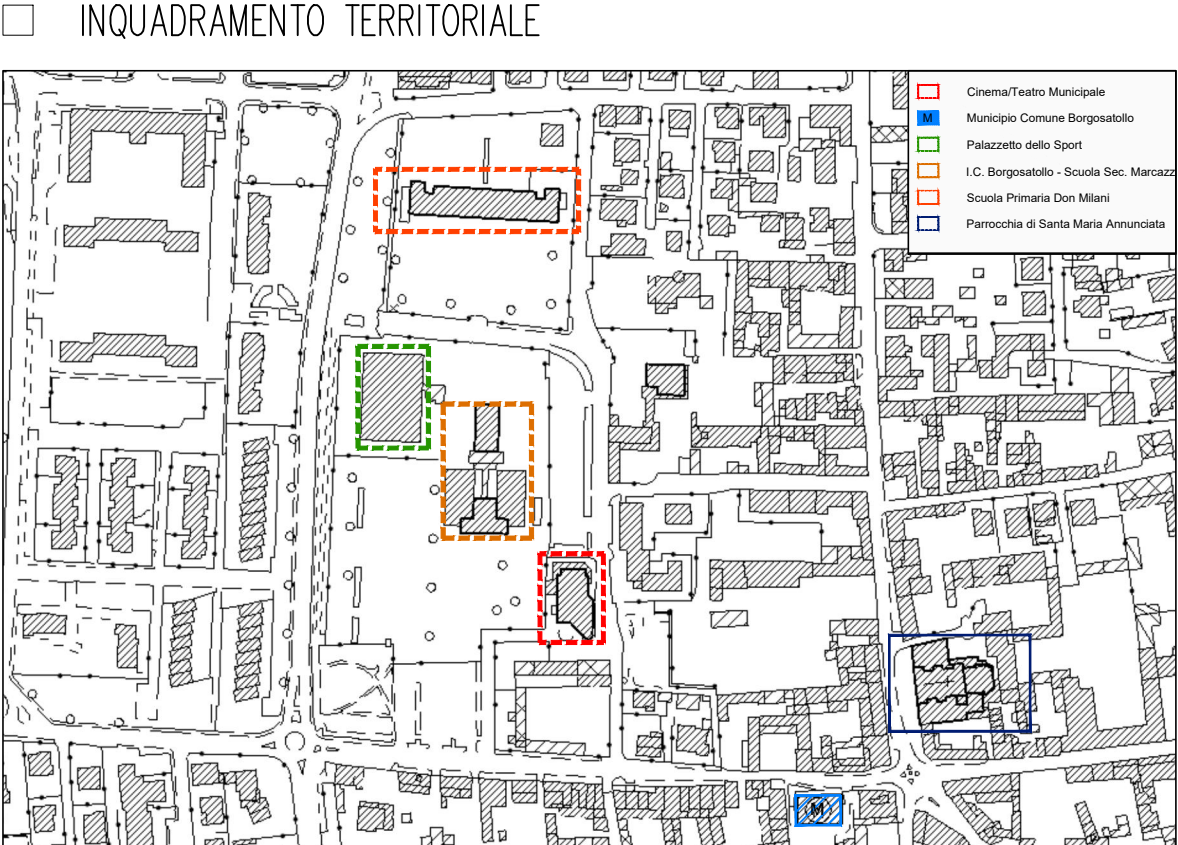 INQUADRAMENTO TERRITORIALE
Cinema/Teatro Municipale
M Municipio Comune Borgosatollo
Palazzetto dello Sport
I.C. Borgosatollo - Scuola Sec. Marcazz
Scuola Primaria Don Milani
Parrocchia di Santa Maria Annunciata
M